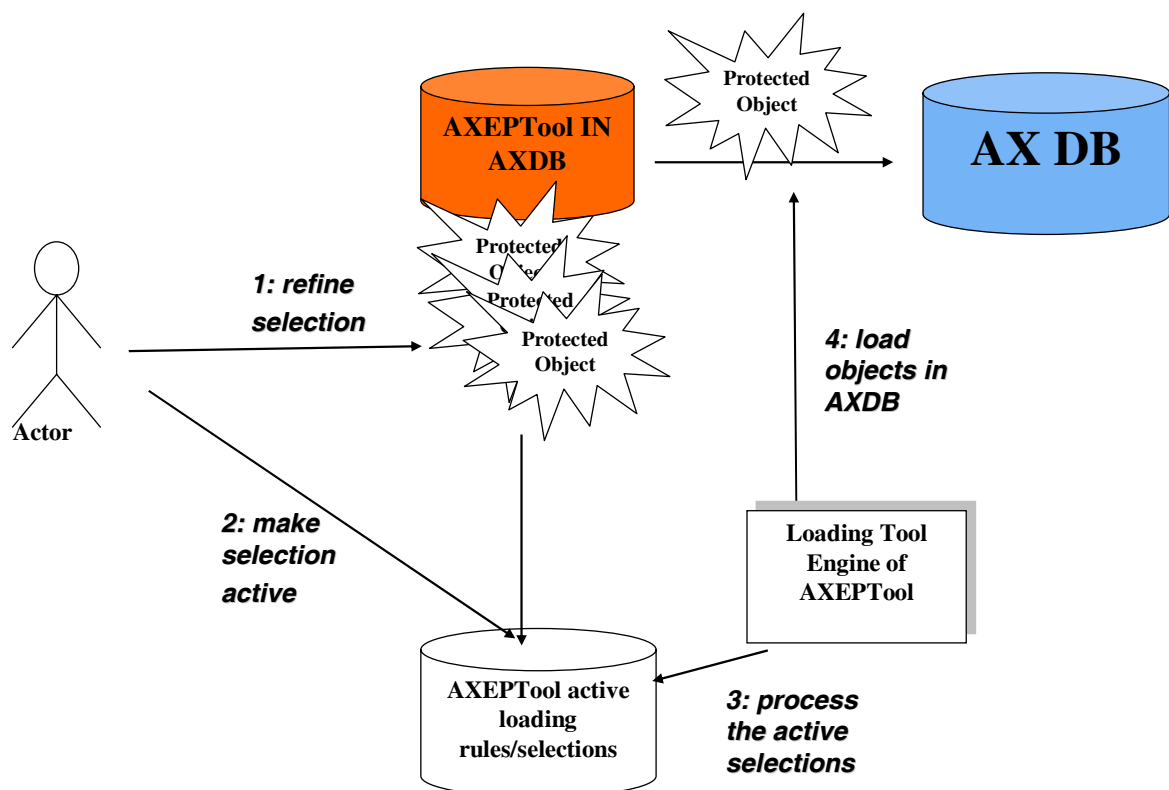 Protected
Object
AXEPTool IN
AXDB
AX DB
Protected
Object
Protected
Protected
Object
1: refine
selection
Actor
4: load
objects in
AXDB
2: make
selection
active
Loading Tool
Engine of
AXEPTool
AXEPTool active
loading
rules/selections
3: process
the active
selections